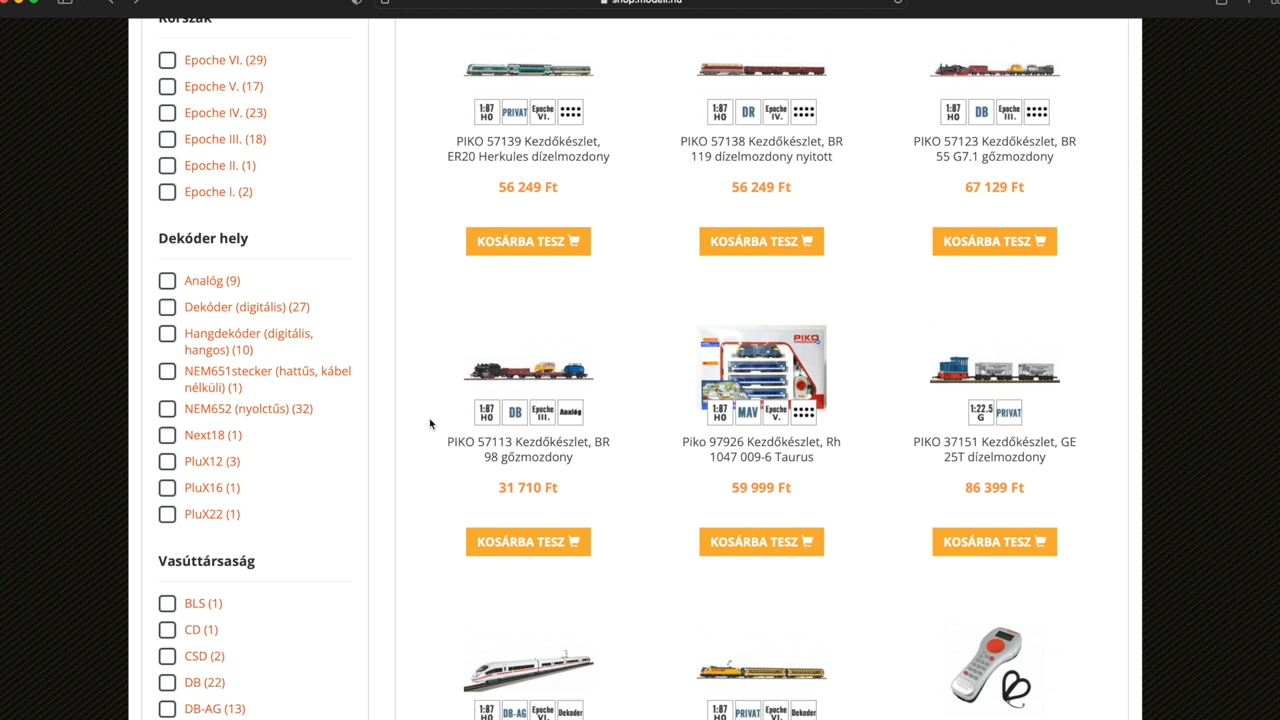 shop.modell.hu
Korszak
Epoche VI. (29)
Epoche V. (17)
Epoche IV. (23)
Epoche III. (18)
Epoche II. (1)
Epoche I. (2)
Dekóder hely
Analóg (9)
Dekóder (digitális) (27)
Hangdekóder (digitális,
hangos) (10)
NEM651stecker (hattűs, kábel
nélküli) (1)
NEM652 (nyolctűs) (32)
Next18 (1)
PluX12 (3)
PluX16 (1)
PluX22 (1)
Vasúttársaság
BLS (1)
CD (1)
CSD (2)
DB (22)
DB-AG (13)
1:87 H0 PRIVAT Epoche VI.
PIKO 57139 Kezdőkészlet,
ER20 Herkules dízelmozdony
56 249 Ft
KOSÁRBA TESZ
1:87 H0 DR Epoche IV.
PIKO 57138 Kezdőkészlet, BR
119 dízelmozdony nyitott
56 249 Ft
KOSÁRBA TESZ
1:87 H0 DB Epoche III.
PIKO 57123 Kezdőkészlet, BR
55 G7.1 gőzmozdony
67 129 Ft
KOSÁRBA TESZ
1:87 H0 DB Epoche III. Analóg
PIKO 57113 Kezdőkészlet, BR
98 gőzmozdony
31 710 Ft
KOSÁRBA TESZ
PIKO
1:87 H0 MAV Epoche V.
Piko 97926 Kezdőkészlet, Rh
1047 009-6 Taurus
59 999 Ft
KOSÁRBA TESZ
1:22.5 G PRIVAT
PIKO 37151 Kezdőkészlet, GE
25T dízelmozdony
86 399 Ft
KOSÁRBA TESZ
1:87 H0 DB-AG Epoche VI. Dekoder
1:87 H0 PRIVAT Epoche VI. Dekoder